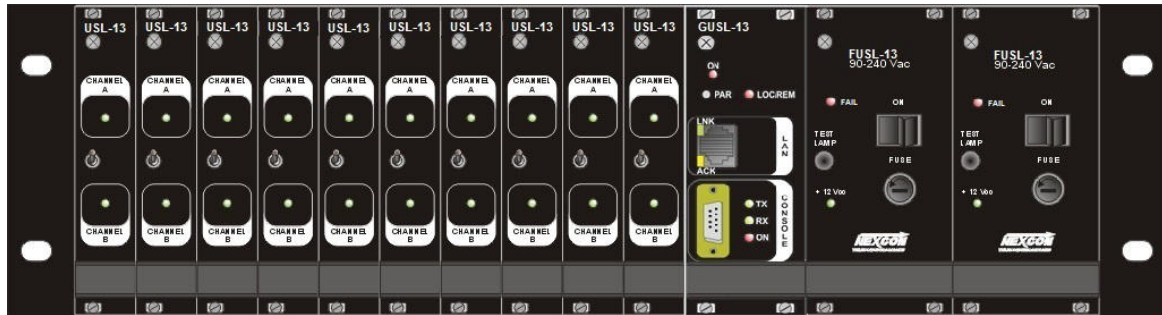 USL-13
CHANNEL
A
CHANNEL
B
USL-13
CHANNEL
A
CHANNEL
B
USL-13
CHANNEL
A
CHANNEL
B
USL-13
CHANNEL
A
CHANNEL
B
USL-13
CHANNEL
A
CHANNEL
B
USL-13
CHANNEL
A
CHANNEL
B
USL-13
CHANNEL
A
CHANNEL
B
USL-13
CHANNEL
A
CHANNEL
B
USL-13
CHANNEL
A
CHANNEL
B
USL-13
CHANNEL
A
CHANNEL
B
GUSL-13
ON
PAR LOC/REM
LNK
LAN
ACK
TX
RX
ON
CONSOLE
FUSL-13
90-240 Vac
FAIL ON
TEST
LAMP
FUSE
+ 12
NEXCOM
FUSL-13
90-240 Vac
FAIL ON
TEST
LAMP
FUSE
+ 12
NEXCOM